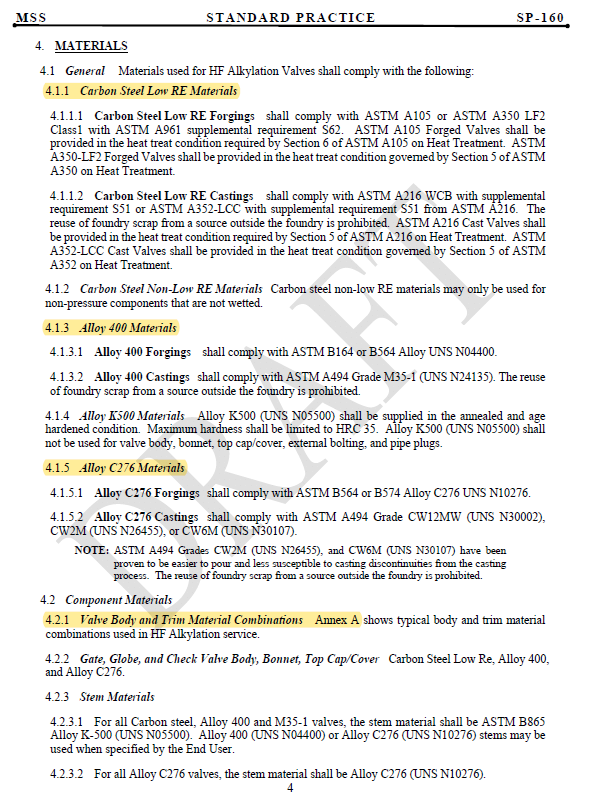 MSS STANDARD PRACTICE SP-160
4. MATERIALS
4.1 General Materials used for HF Alkylation Valves shall comply with the following:
4.1.1 Carbon Steel Low RE Materials
4.1.1.1 Carbon Steel Low RE Forgings shall comply with ASTM A105 or ASTM A350 LF2
Class1 with ASTM A961 supplemental requirement S62. ASTM A105 Forged Valves shall be
provided in the heat treat condition required by Section 6 of ASTM A105 on Heat Treatment. ASTM
A350-LF2 Forged Valves shall be provided in the heat treat condition governed by Section 5 of ASTM
A350 on Heat Treatment.
4.1.1.2 Carbon Steel Low RE Castings shall comply with ASTM A216 WCB with supplemental
requirement S51 or ASTM A352-LCC with supplemental requirement S51 from ASTM A216. The
reuse of foundry scrap from a source outside the foundry is prohibited. ASTM A216 Cast Valves shall
be provided in the heat treat condition required by Section 5 of ASTM A216 on Heat Treatment. ASTM
A352-LCC Cast Valves shall be provided in the heat treat condition governed by Section 5 of ASTM
A352 on Heat Treatment.
4.1.2 Carbon Steel Non-Low RE Materials Carbon steel non-low RE materials may only be used for
non-pressure components that are not wetted.
4.1.3 Alloy 400 Materials
4.1.3.1 Alloy 400 Forgings shall comply with ASTM B164 or B564 Alloy UNS N04400.
4.1.3.2 Alloy 400 Castings shall comply with ASTM A494 Grade M35-1 (UNS N24135). The reuse
of foundry scrap from a source outside the foundry is prohibited.
4.1.4 Alloy K500 Materials Alloy K500 (UNS N05500) shall be supplied in the annealed and age
hardened condition. Maximum hardness shall be limited to HRC 35. Alloy K500 (UNS N05500) shall
not be used for valve body, bonnet, top cap/cover, external bolting, and pipe plugs.
4.1.5 Alloy C276 Materials
4.1.5.1 Alloy C276 Forgings shall comply with ASTM B564 or B574 Alloy C276 UNS N10276.
4.1.5.2 Alloy C276 Castings shall comply with ASTM A494 Grade CW12MW (UNS N30002),
CW2M (UNS N26455), or CW6M (UNS N30107).
NOTE: ASTM A494 Grades CW2M (UNS N26455), and CW6M (UNS N30107) have been
proven to be easier to pour and less susceptible to casting discontinuities from the casting
process. The reuse of foundry scrap from a source outside the foundry is prohibited.
4.2 Component Materials
4.2.1 Valve Body and Trim Material Combinations Annex A shows typical body and trim material
combinations used in HF Alkylation service.
4.2.2 Gate, Globe, and Check Valve Body, Bonnet, Top Cap/Cover Carbon Steel Low Re, Alloy 400,
and Alloy C276.
4.2.3 Stem Materials
4.2.3.1 For all Carbon steel, Alloy 400 and M35-1 valves, the stem material shall be ASTM B865
Alloy K-500 (UNS N05500). Alloy 400 (UNS N04400) or Alloy C276 (UNS N10276) stems may be
used when specified by the End User.
4.2.3.2 For all Alloy C276 valves, the stem material shall be Alloy C276 (UNS N10276).
4
DRAFT